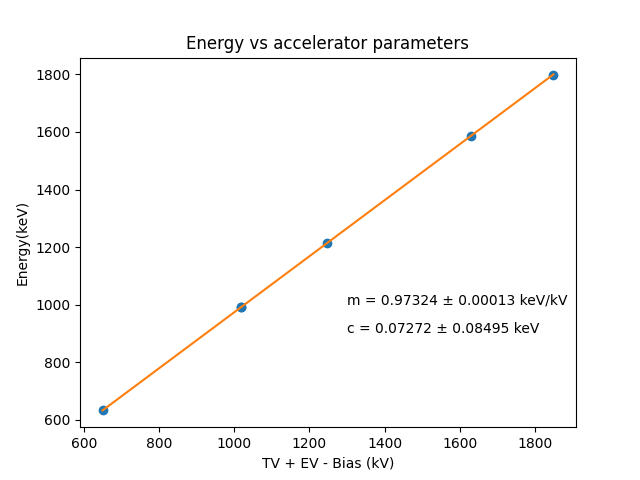 Energy vs accelerator parameters
1800
1600
1400
1200
1000
800
600
Energy(keV)
m = 0.97324 ± 0.00013 keV/kV
c = 0.07272 ± 0.08495 keV
600 800 1000 1200 1400 1600 1800
TV + EV - Bias (kV)